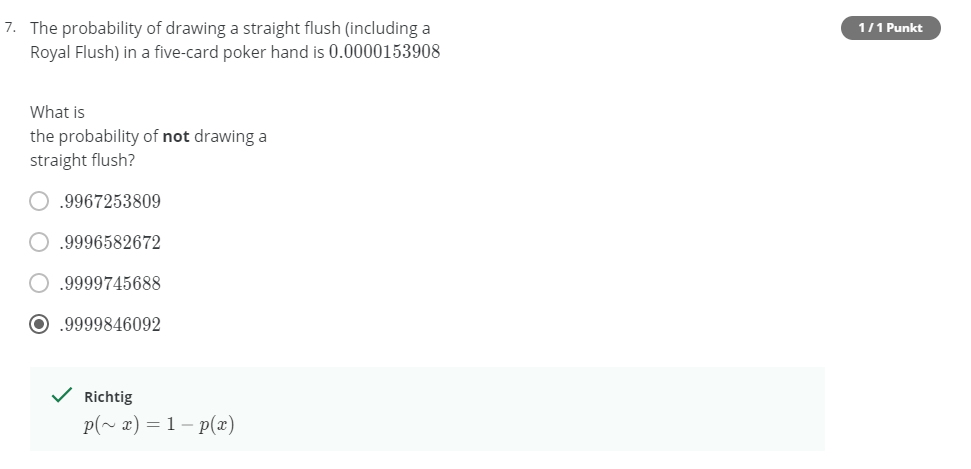 7. The probability of drawing a straight flush (including a
Royal Flush) in a five-card poker hand is 0.0000153908
1 / 1 Punkt
What is
the probability of not drawing a
straight flush?
.9967253809
.9996582672
.9999745688
.9999846092
Richtig
p(∼ x) = 1 − p(x)